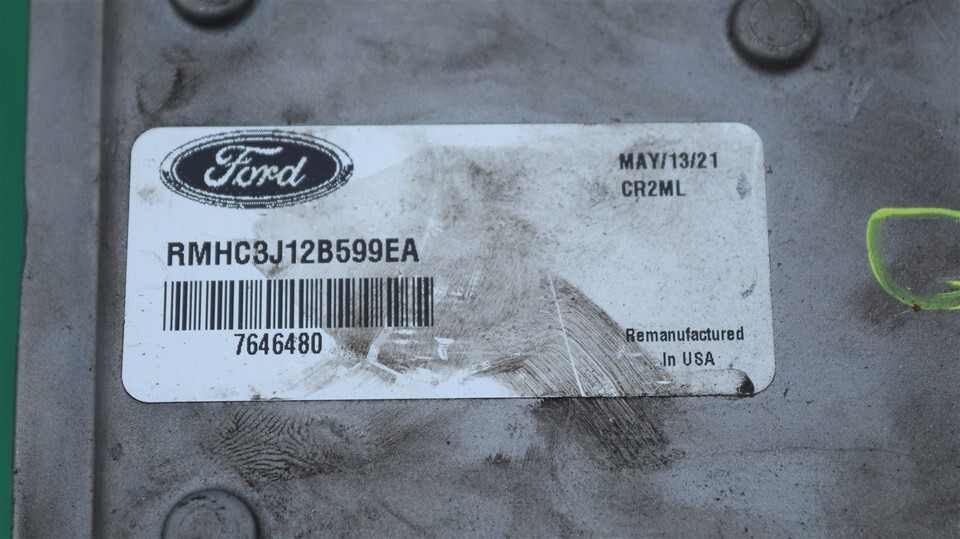 Ford
MAY/13/21
CR2ML
RMHC3J12B599EA
7646480
Remanufactured
In USA